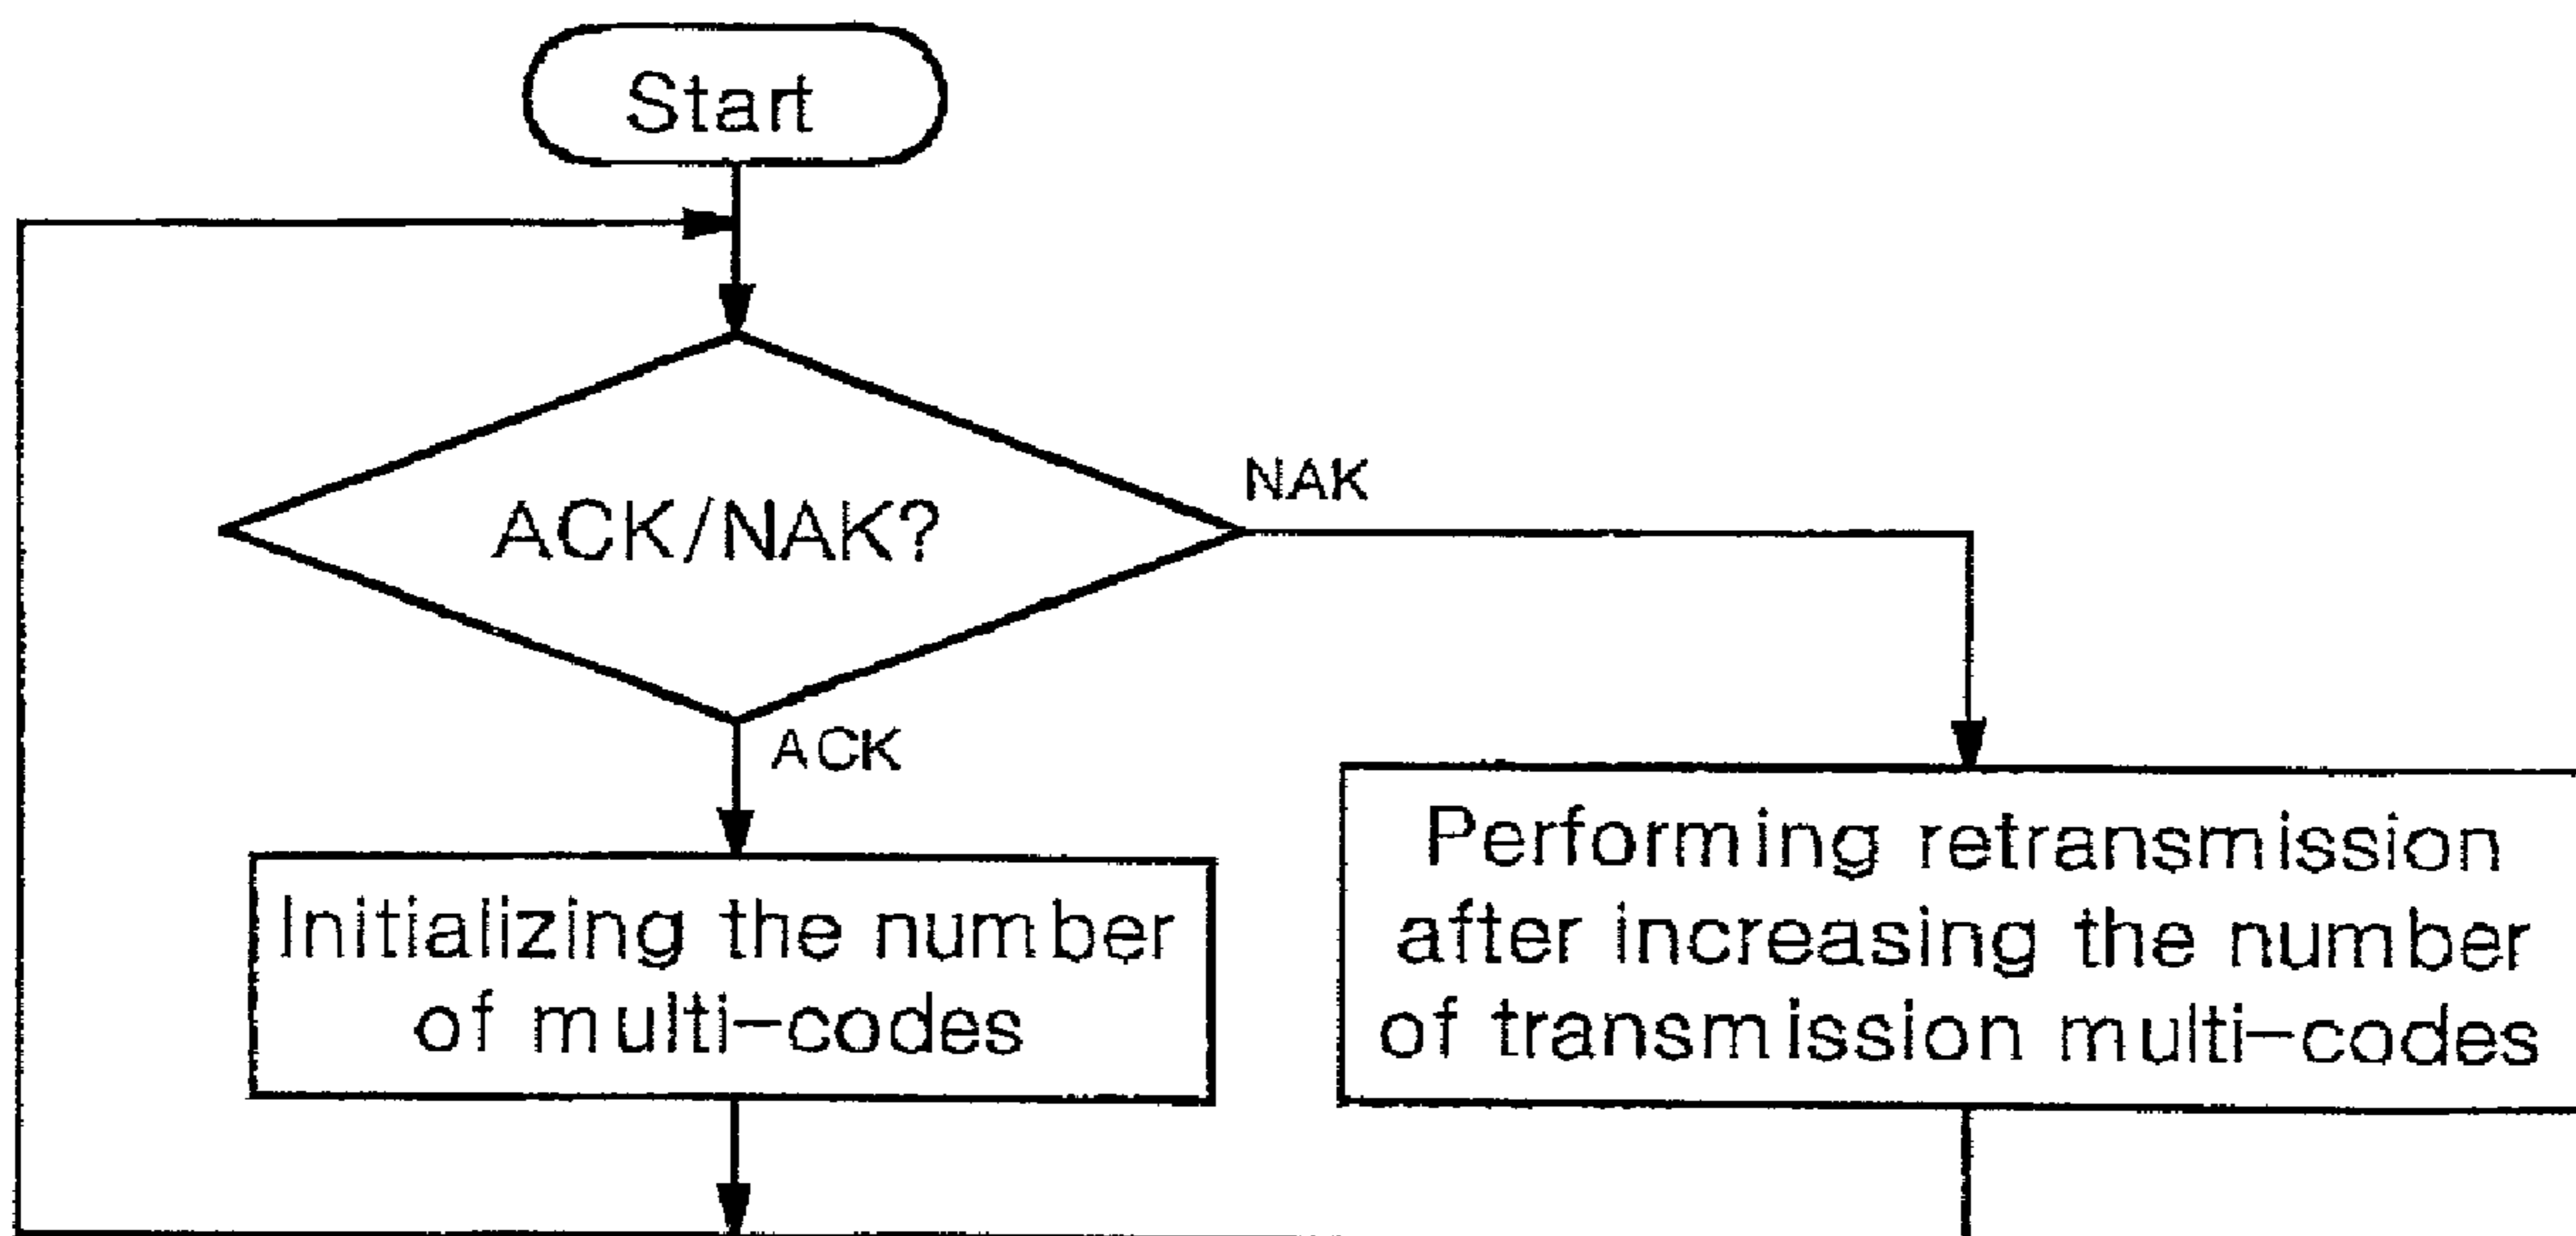 Start
ACK/NAK?
NAK
ACK
Initializing the number
of multi-codes
Performing retransmission
after increasing the number
of transmission multi-codes